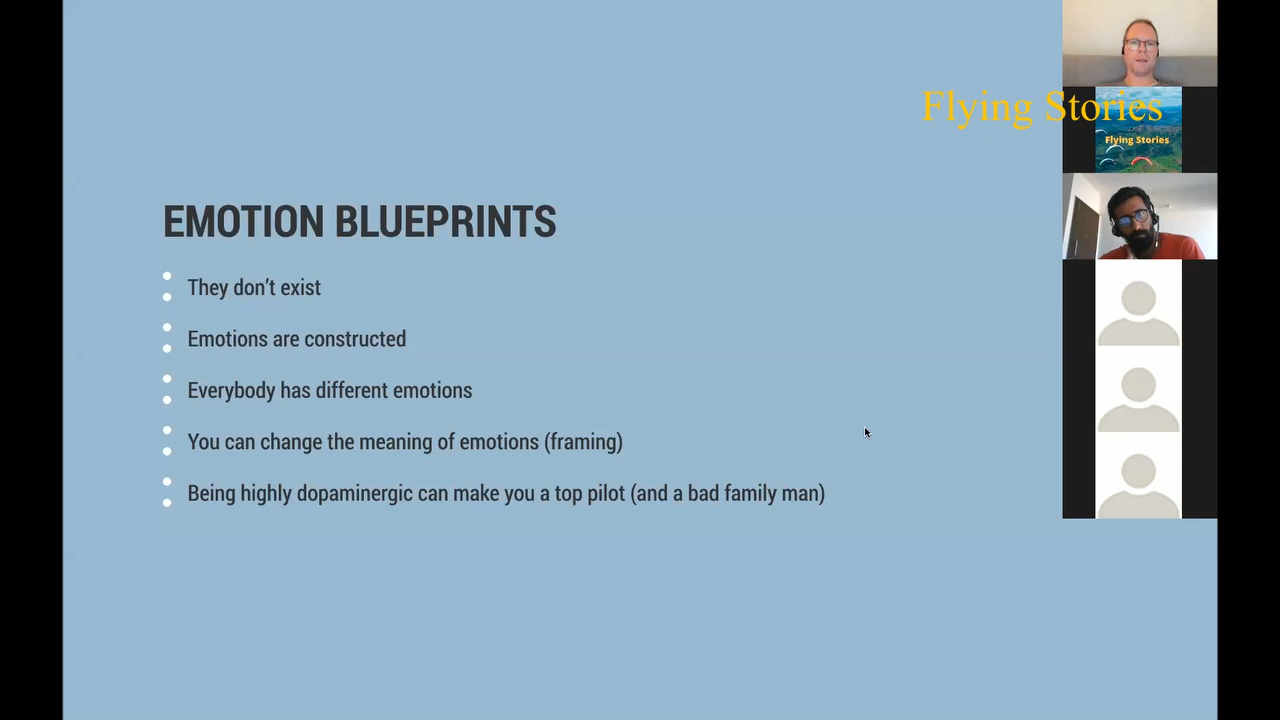 Flying Stories
Flying Stories
EMOTION BLUEPRINTS
They don’t exist
Emotions are constructed
Everybody has different emotions
You can change the meaning of emotions (framing)
Being highly dopaminergic can make you a top pilot (and a bad family man)